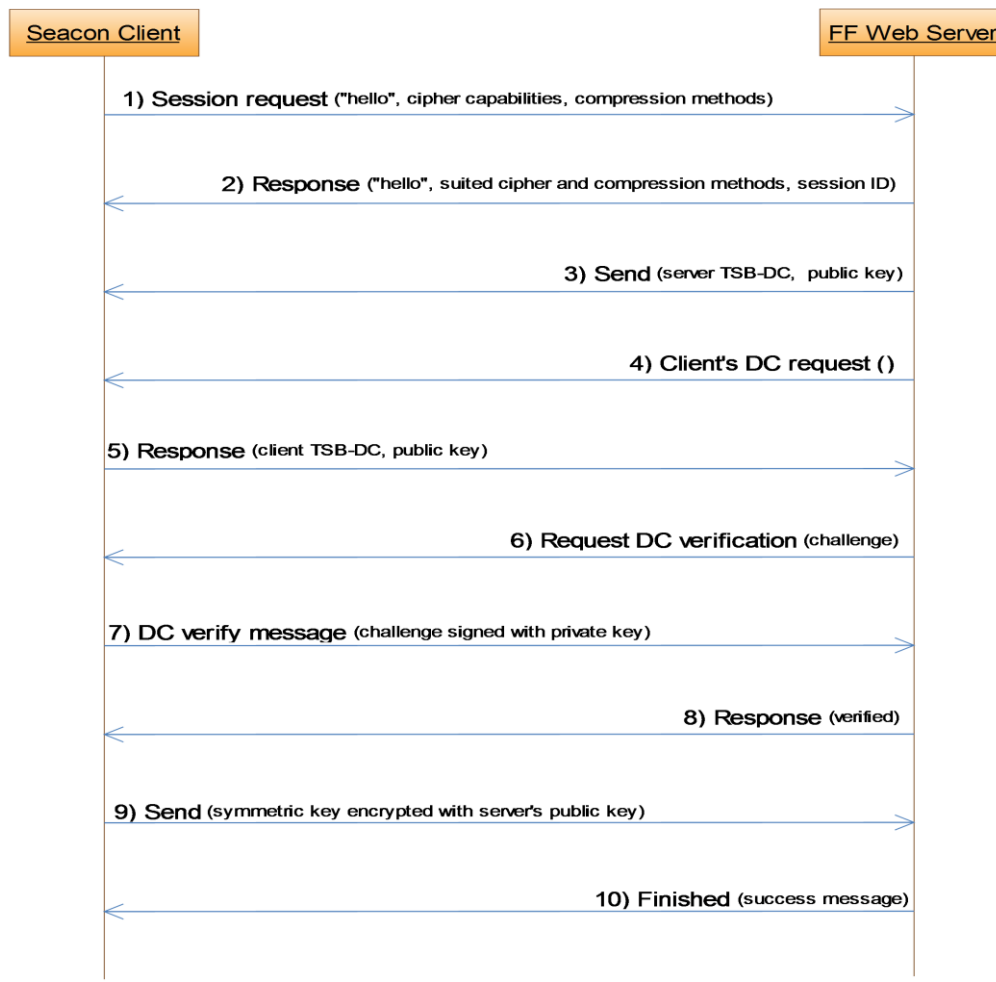 Seacon Client
FF Web Server
1) Session request ("hello", cipher capabilities, compression methods)
2) Response ("hello", suited cipher and compression methods, session ID)
3) Send (server TSB-DC, public key)
4) Client's DC request ()
5) Response (client TSB-DC, public key)
6) Request DC verification (challenge)
7) DC verify message (challenge signed with private key)
8) Response (verified)
9) Send (symmetric key encrypted with server's public key)
10) Finished (success message)